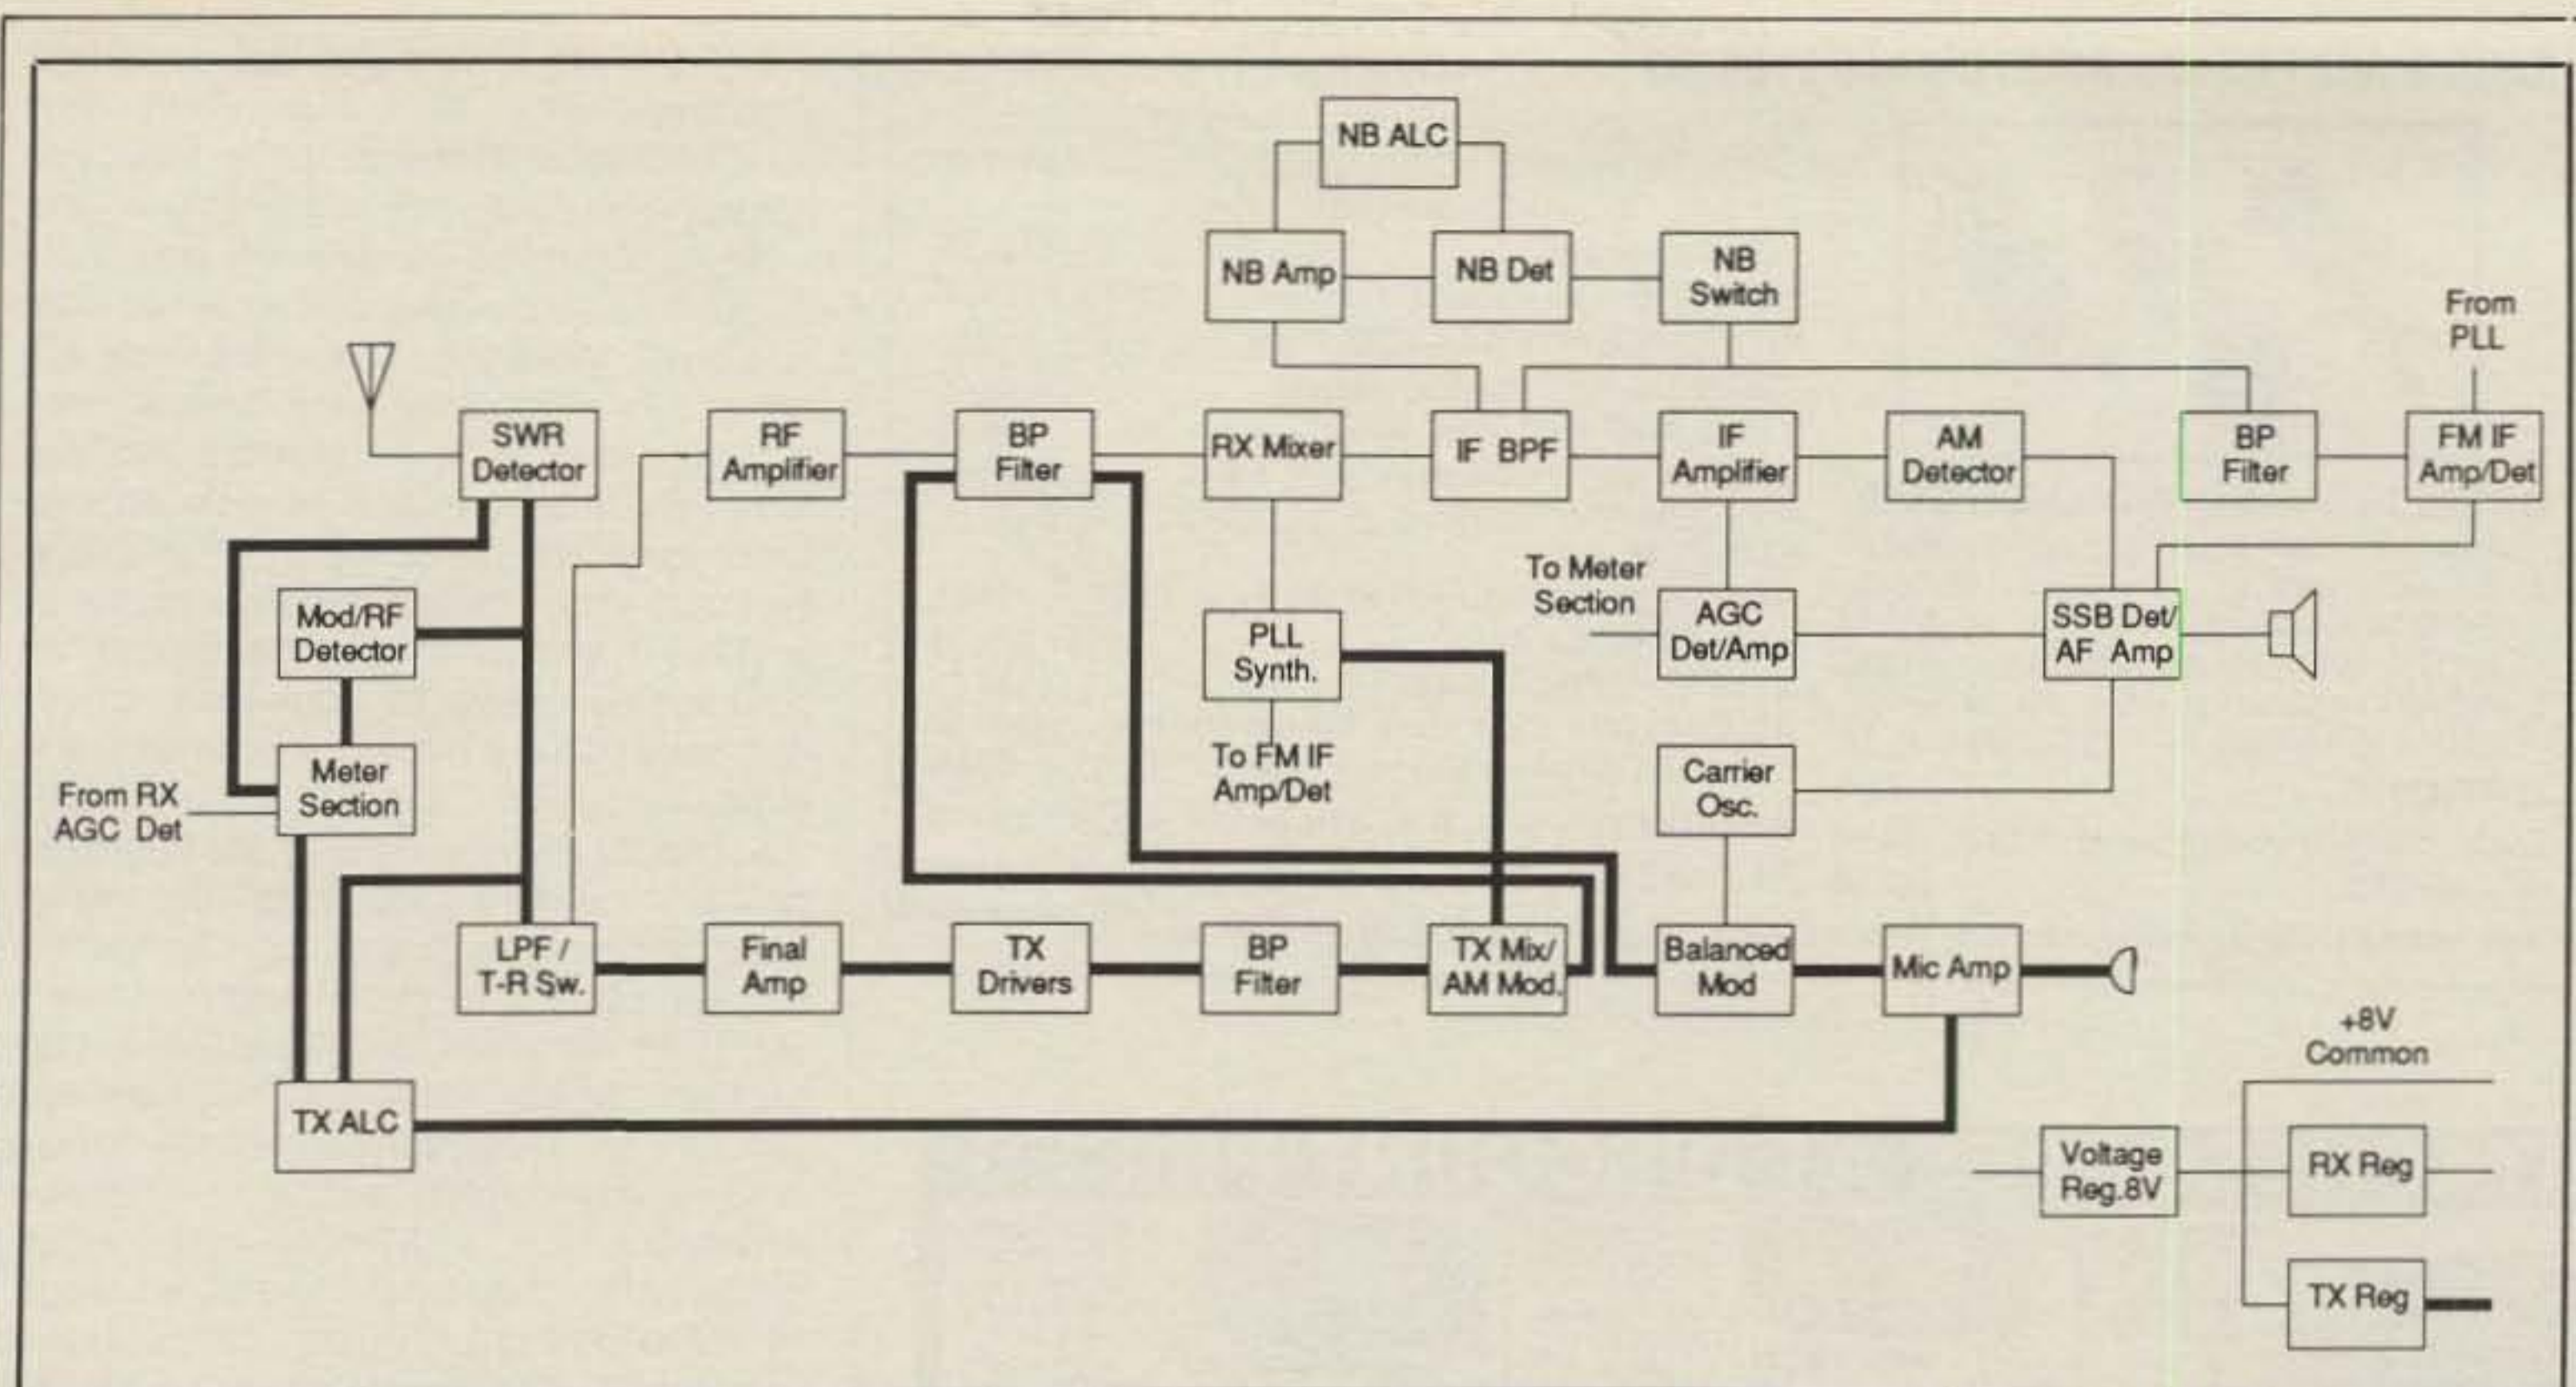 NB ALC
NB Amp
NB Det
NB
Switch
From
PLL
SWR
Detector
RF
Amplifier
BP
Filter
RX Mixer
IF BPF
IF
Amplifier
AM
Detector
BP
Filter
FM IF
Amp/Det
To Meter
Section
Mod/RF
Detector
PLL
Synth.
AGC
Det/Amp
SSB Det/
AF Amp
To FM IF
Amp/Det
Meter
Section
From RX
AGC Det
Carrier
Osc.
LPF /
T-R Sw.
Final
Amp
TX
Drivers
BP
Filter
TX Mix/
AM Mod.
Balanced
Mod
Mic Amp
+8V
Common
TX ALC
Voltage
Reg.8V
RX Reg
TX Reg